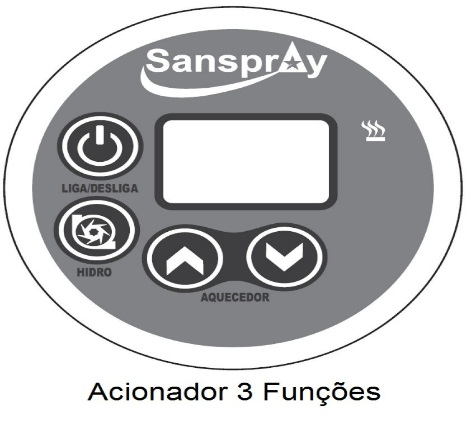 Sanspray
LIGA/DESLIGA
HIDRO
AQUECEDOR
Acionador 3 Funções